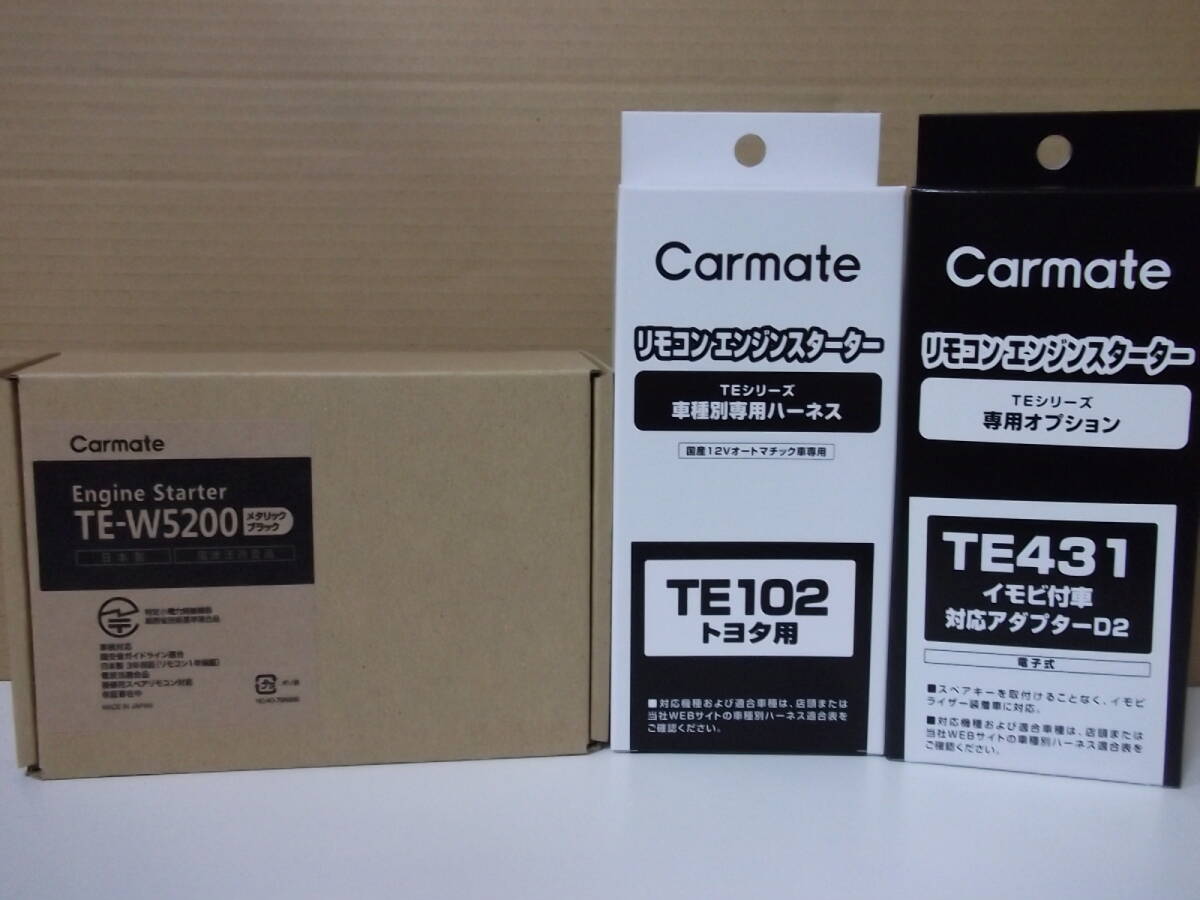 Carmate
Engine Starter
TE-W5200
メタリック
ブラック
日本製
MADE IN JAPAN
Carmate
リモコンエンジンスターター
TEシリーズ
車種別専用ハーネス
国産12Vオートマチック車専用
TE102
トヨタ用
■対応機種および適合車種は、店頭または
当社WEBサイトの車種別ハーネス適合表を
ご確認ください。
Carmate
リモコンエンジンスターター
TEシリーズ
専用オプション
TE431
イモビ付車
対応アダプターD2
電子式
■スペアキーを取付けることなく、イモビ
ライザー装着車に対応。
■対応機種および適合車種は、店頭または
当社WEBサイトの車種別ハーネス適合表を
ご確認ください。